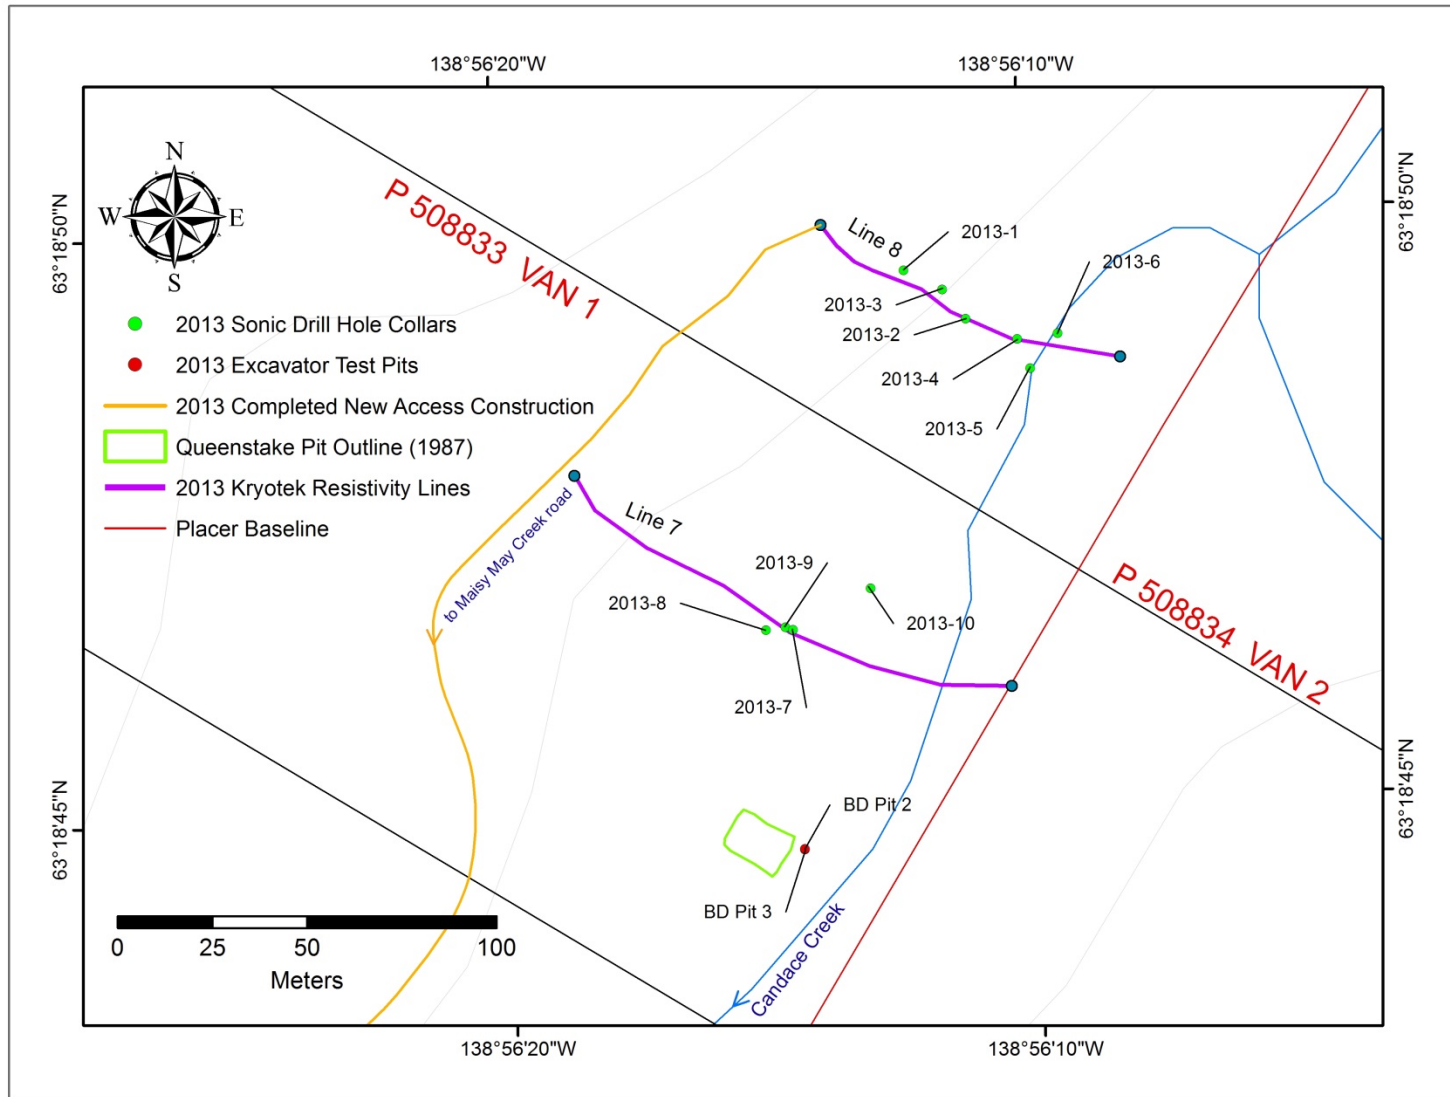 138°56'20"W
138°56'10"W
63°18'50"N
63°18'50"N
N
W
E
S
P 508833 VAN 1
Line 8
2013-1
2013-6
2013-3
2013-2
2013-4
2013-5
2013 Sonic Drill Hole Collars
2013 Excavator Test Pits
2013 Completed New Access Construction
Queenstake Pit Outline (1987)
2013 Kryotek Resistivity Lines
Placer Baseline
to Maisy May Creek road
Line 7
2013-9
2013-8
2013-10
2013-7
P 508834 VAN 2
63°18'45"N
63°18'45"N
BD Pit 2
BD Pit 3
Candace Creek
0 25 50 100
Meters
138°56'20"W
138°56'10"W